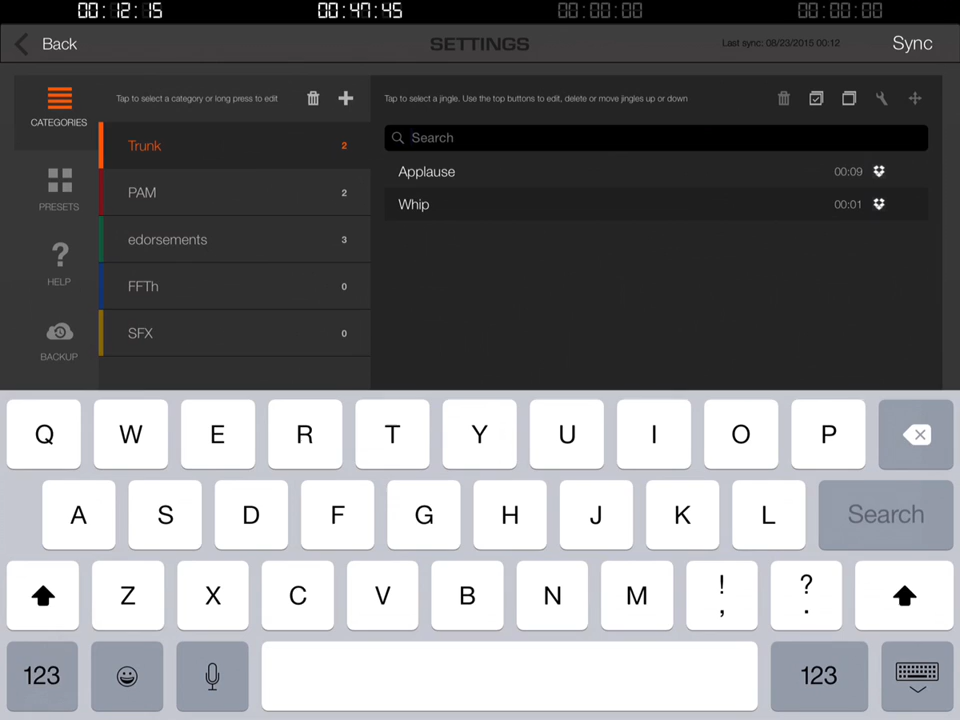 00:12:15 00:47:45 00:00:00 00:00:00
Back SETTINGS Last sync: 08/23/2015 00:12 Sync
CATEGORIES
PRESETS
HELP
BACKUP
Tap to select a category or long press to edit
Trunk 2
PAM 2
edorsements 3
FFTh 0
SFX 0
Tap to select a jingle. Use the top buttons to edit, delete or move jingles up or down
Search
Applause 00:09
Whip 00:01
Q W E R T Y U I O P
A S D F G H J K L Search
Z X C V B N M ! , ? .
123 123